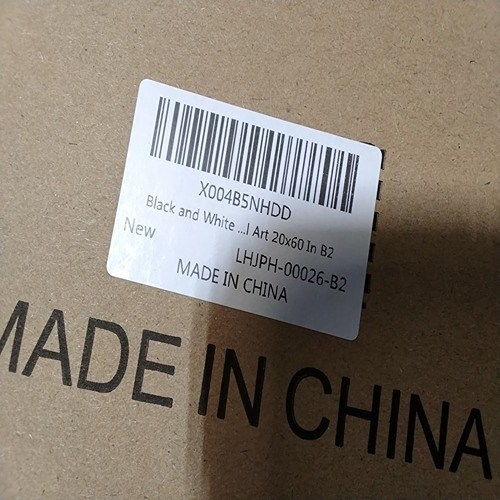 X004B5NHDD
Black and White ...l Art 20x60 In B2
New
LHJPH-00026-B2
MADE IN CHINA
MADE IN CHINA